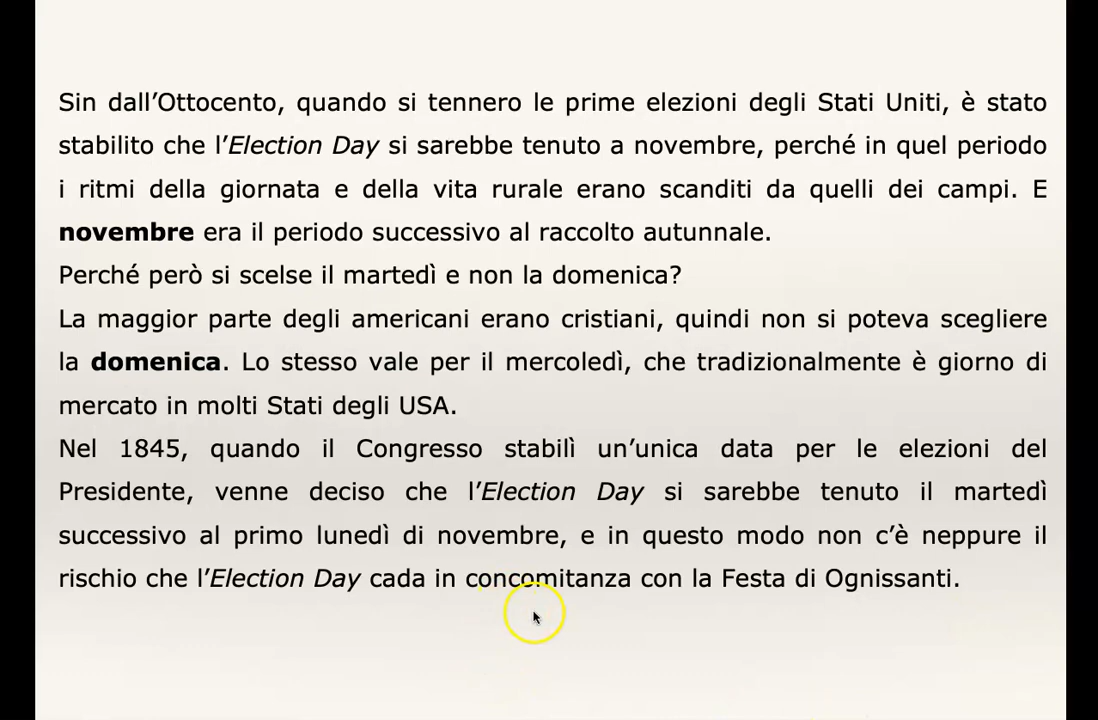 Sin dall’Ottocento, quando si tennero le prime elezioni degli Stati Uniti, è stato
stabilito che l’Election Day si sarebbe tenuto a novembre, perché in quel periodo
i ritmi della giornata e della vita rurale erano scanditi da quelli dei campi. E
novembre era il periodo successivo al raccolto autunnale.
Perché però si scelse il martedì e non la domenica?
La maggior parte degli americani erano cristiani, quindi non si poteva scegliere
la domenica. Lo stesso vale per il mercoledì, che tradizionalmente è giorno di
mercato in molti Stati degli USA.
Nel 1845, quando il Congresso stabilì un’unica data per le elezioni del
Presidente, venne deciso che l’Election Day si sarebbe tenuto il martedì
successivo al primo lunedì di novembre, e in questo modo non c’è neppure il
rischio che l’Election Day cada in concomitanza con la Festa di Ognissanti.